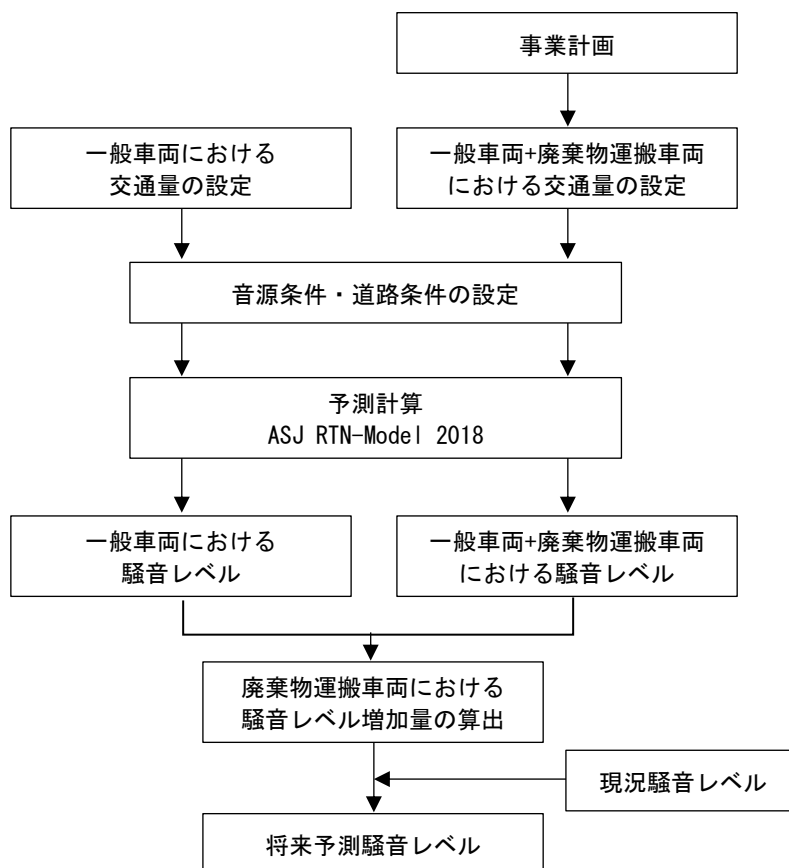 事業計画
一般車両における
交通量の設定
一般車両+廃棄物運搬車両
における交通量の設定
音源条件・道路条件の設定
予測計算
ASJ RTN-Model 2018
一般車両における
騒音レベル
一般車両+廃棄物運搬車両
における騒音レベル
廃棄物運搬車両における
騒音レベル増加量の算出
現況騒音レベル
将来予測騒音レベル